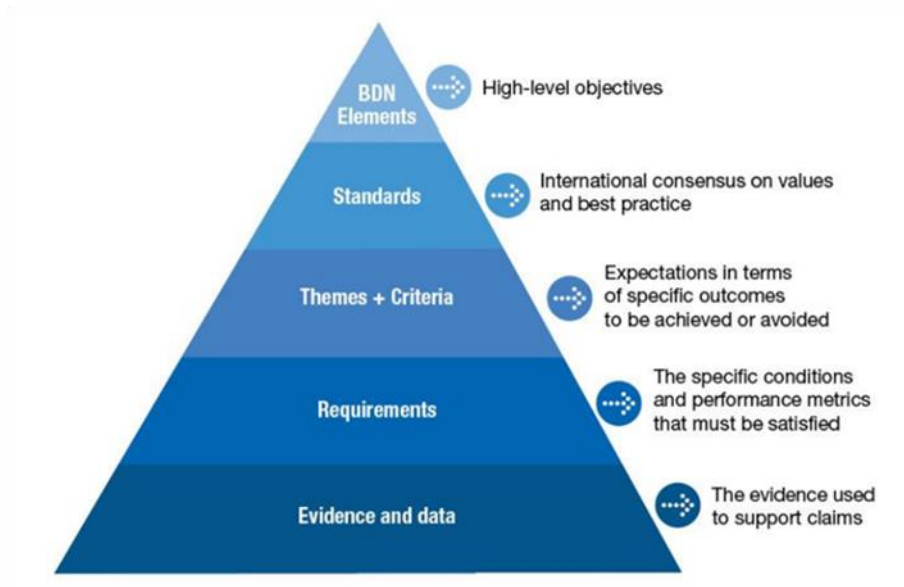 BDN
Elements
High-level objectives
Standards
International consensus on values
and best practice
Themes + Criteria
Expectations in terms
of specific outcomes
to be achieved or avoided
Requirements
The specific conditions
and performance metrics
that must be satisfied
Evidence and data
The evidence used
to support claims